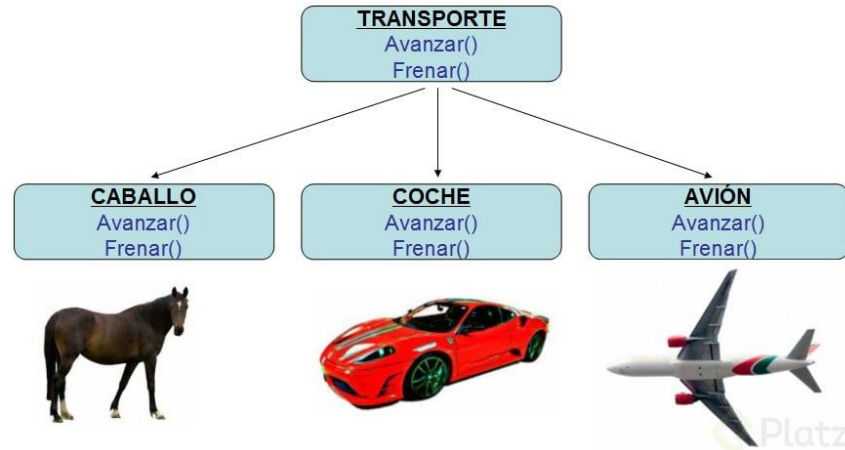 TRANSPORTE
Avanzar()
Frenar()
CABALLO
Avanzar()
Frenar()
COCHE
Avanzar()
Frenar()
AVIÓN
Avanzar()
Frenar()
Platz